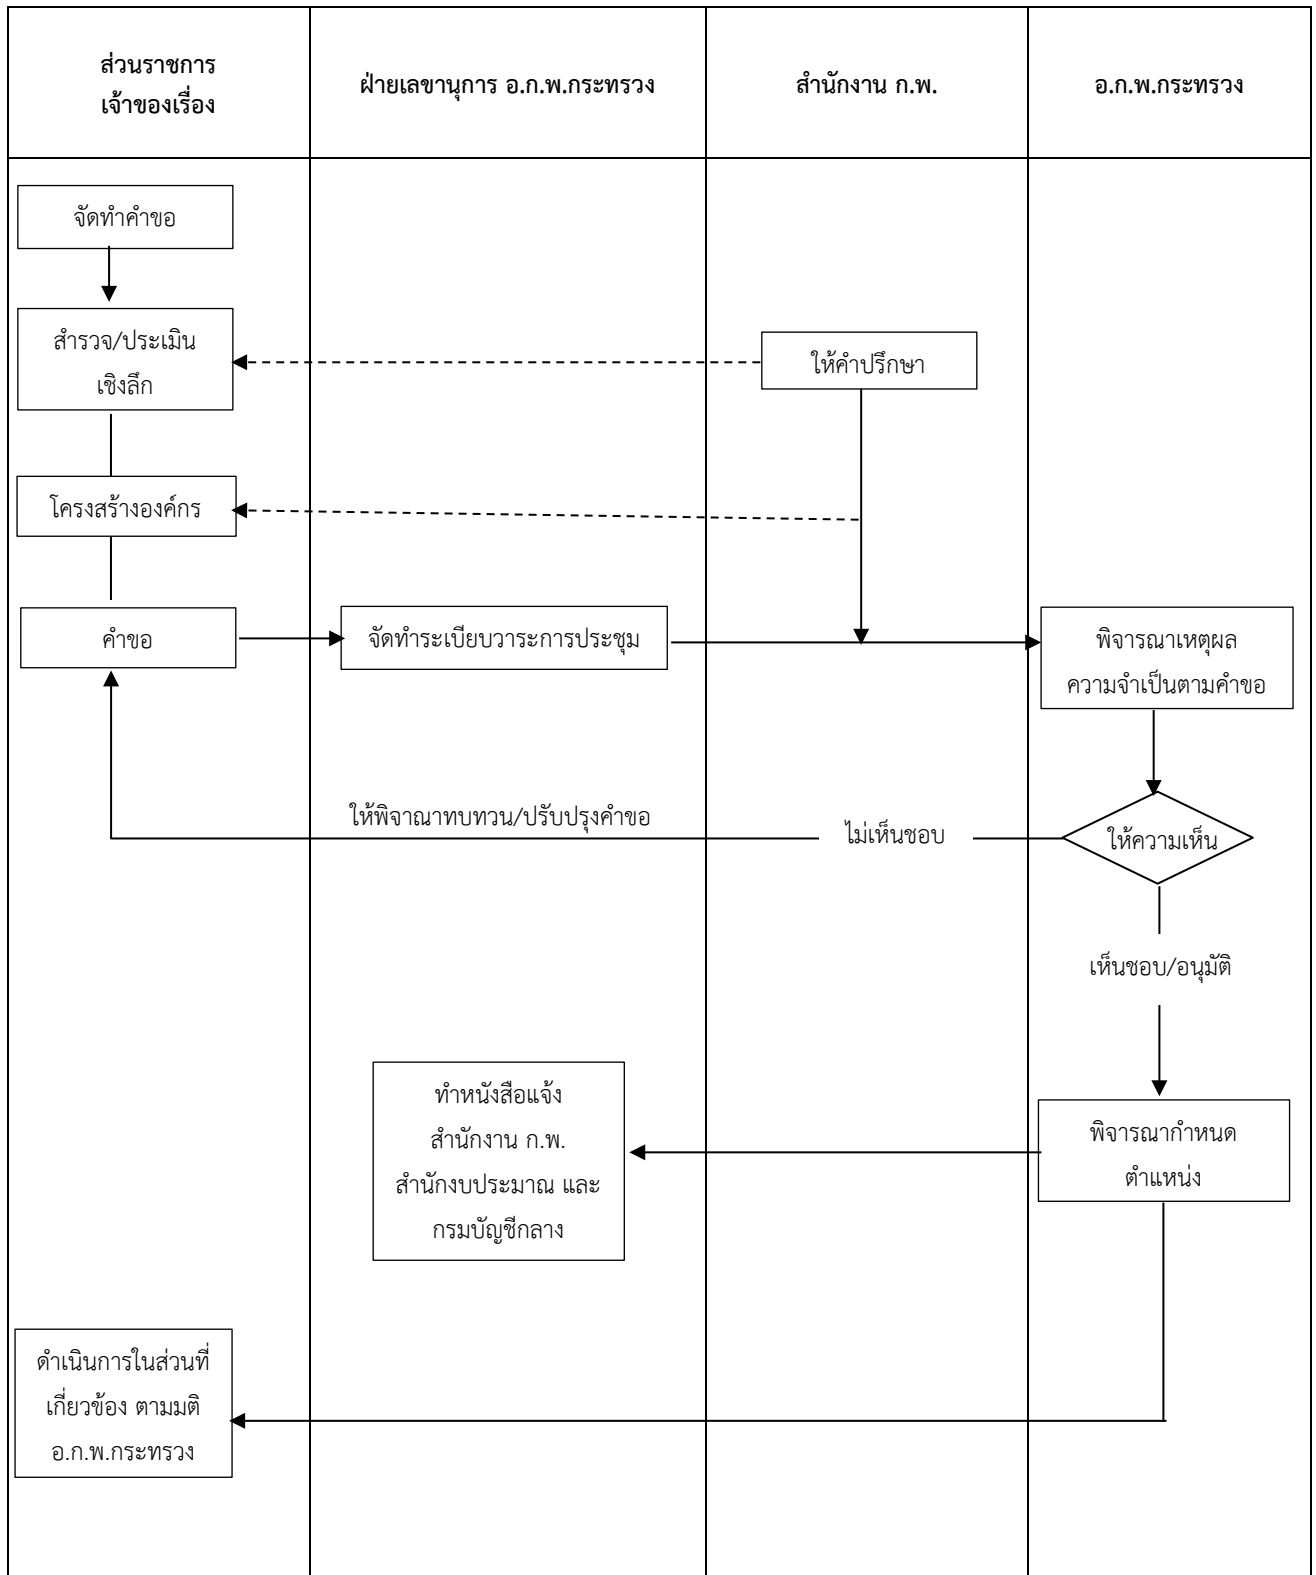 ส่วนราชการ
เจ้าของเรื่อง
ฝ่ายเลขานุการ อ.ก.พ.กระทรวง
สำนักงาน ก.พ.
อ.ก.พ.กระทรวง
จัดทำคำขอ
สำรวจ/ประเมิน
เชิงลึก
ให้คำปรึกษา
โครงสร้างองค์กร
คำขอ
จัดทำระเบียบวาระการประชุม
พิจารณาเหตุผล
ความจำเป็นตามคำขอ
ให้พิจาณาทบทวน/ปรับปรุงคำขอ
ไม่เห็นชอบ
ให้ความเห็น
เห็นชอบ/อนุมัติ
ทำหนังสือแจ้ง
สำนักงาน ก.พ.
สำนักงบประมาณ และ
กรมบัญชีกลาง
พิจารณากำหนด
ตำแหน่ง
ดำเนินการในส่วนที่
เกี่ยวข้อง ตามมติ
อ.ก.พ.กระทรวง